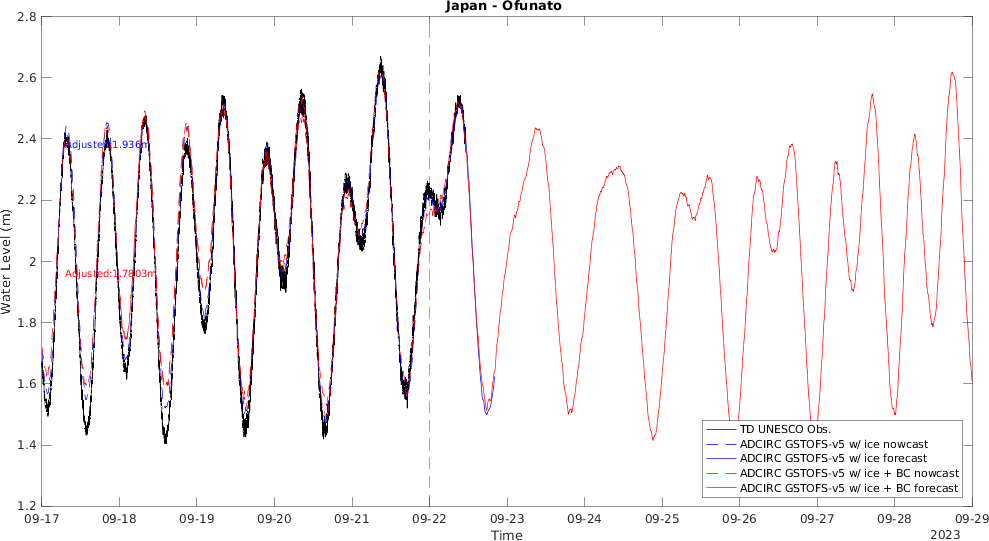 Japan - Ofunato
2.8
2.6
2.4
2.2
2
1.8
1.6
1.4
1.2
Water Level (m)
Adjusted:1.936m
Adjusted:1.7803m
TD UNESCO Obs.
ADCIRC GSTOFS-v5 w/ ice nowcast
ADCIRC GSTOFS-v5 w/ ice forecast
ADCIRC GSTOFS-v5 w/ ice + BC nowcast
ADCIRC GSTOFS-v5 w/ ice + BC forecast
09-17 09-18 09-19 09-20 09-21 09-22 09-23 09-24 09-25 09-26 09-27 09-28 09-29
Time
2023